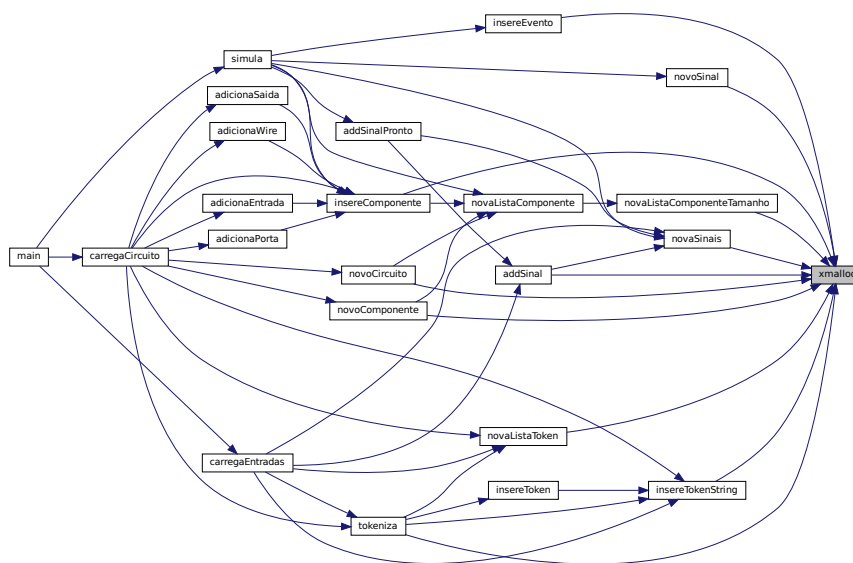 insereEvento
simula
novoSinal
adicionaSaida
adicionaWire
addSinalPronto
adicionaEntrada
insereComponente
novaListaComponente
novaListaComponenteTamanho
adicionaPorta
novaSinais
main
carregaCircuito
novoCircuito
addSinal
xmalloc
novoComponente
novaListaToken
carregaEntradas
insereToken
insereTokenString
tokeniza